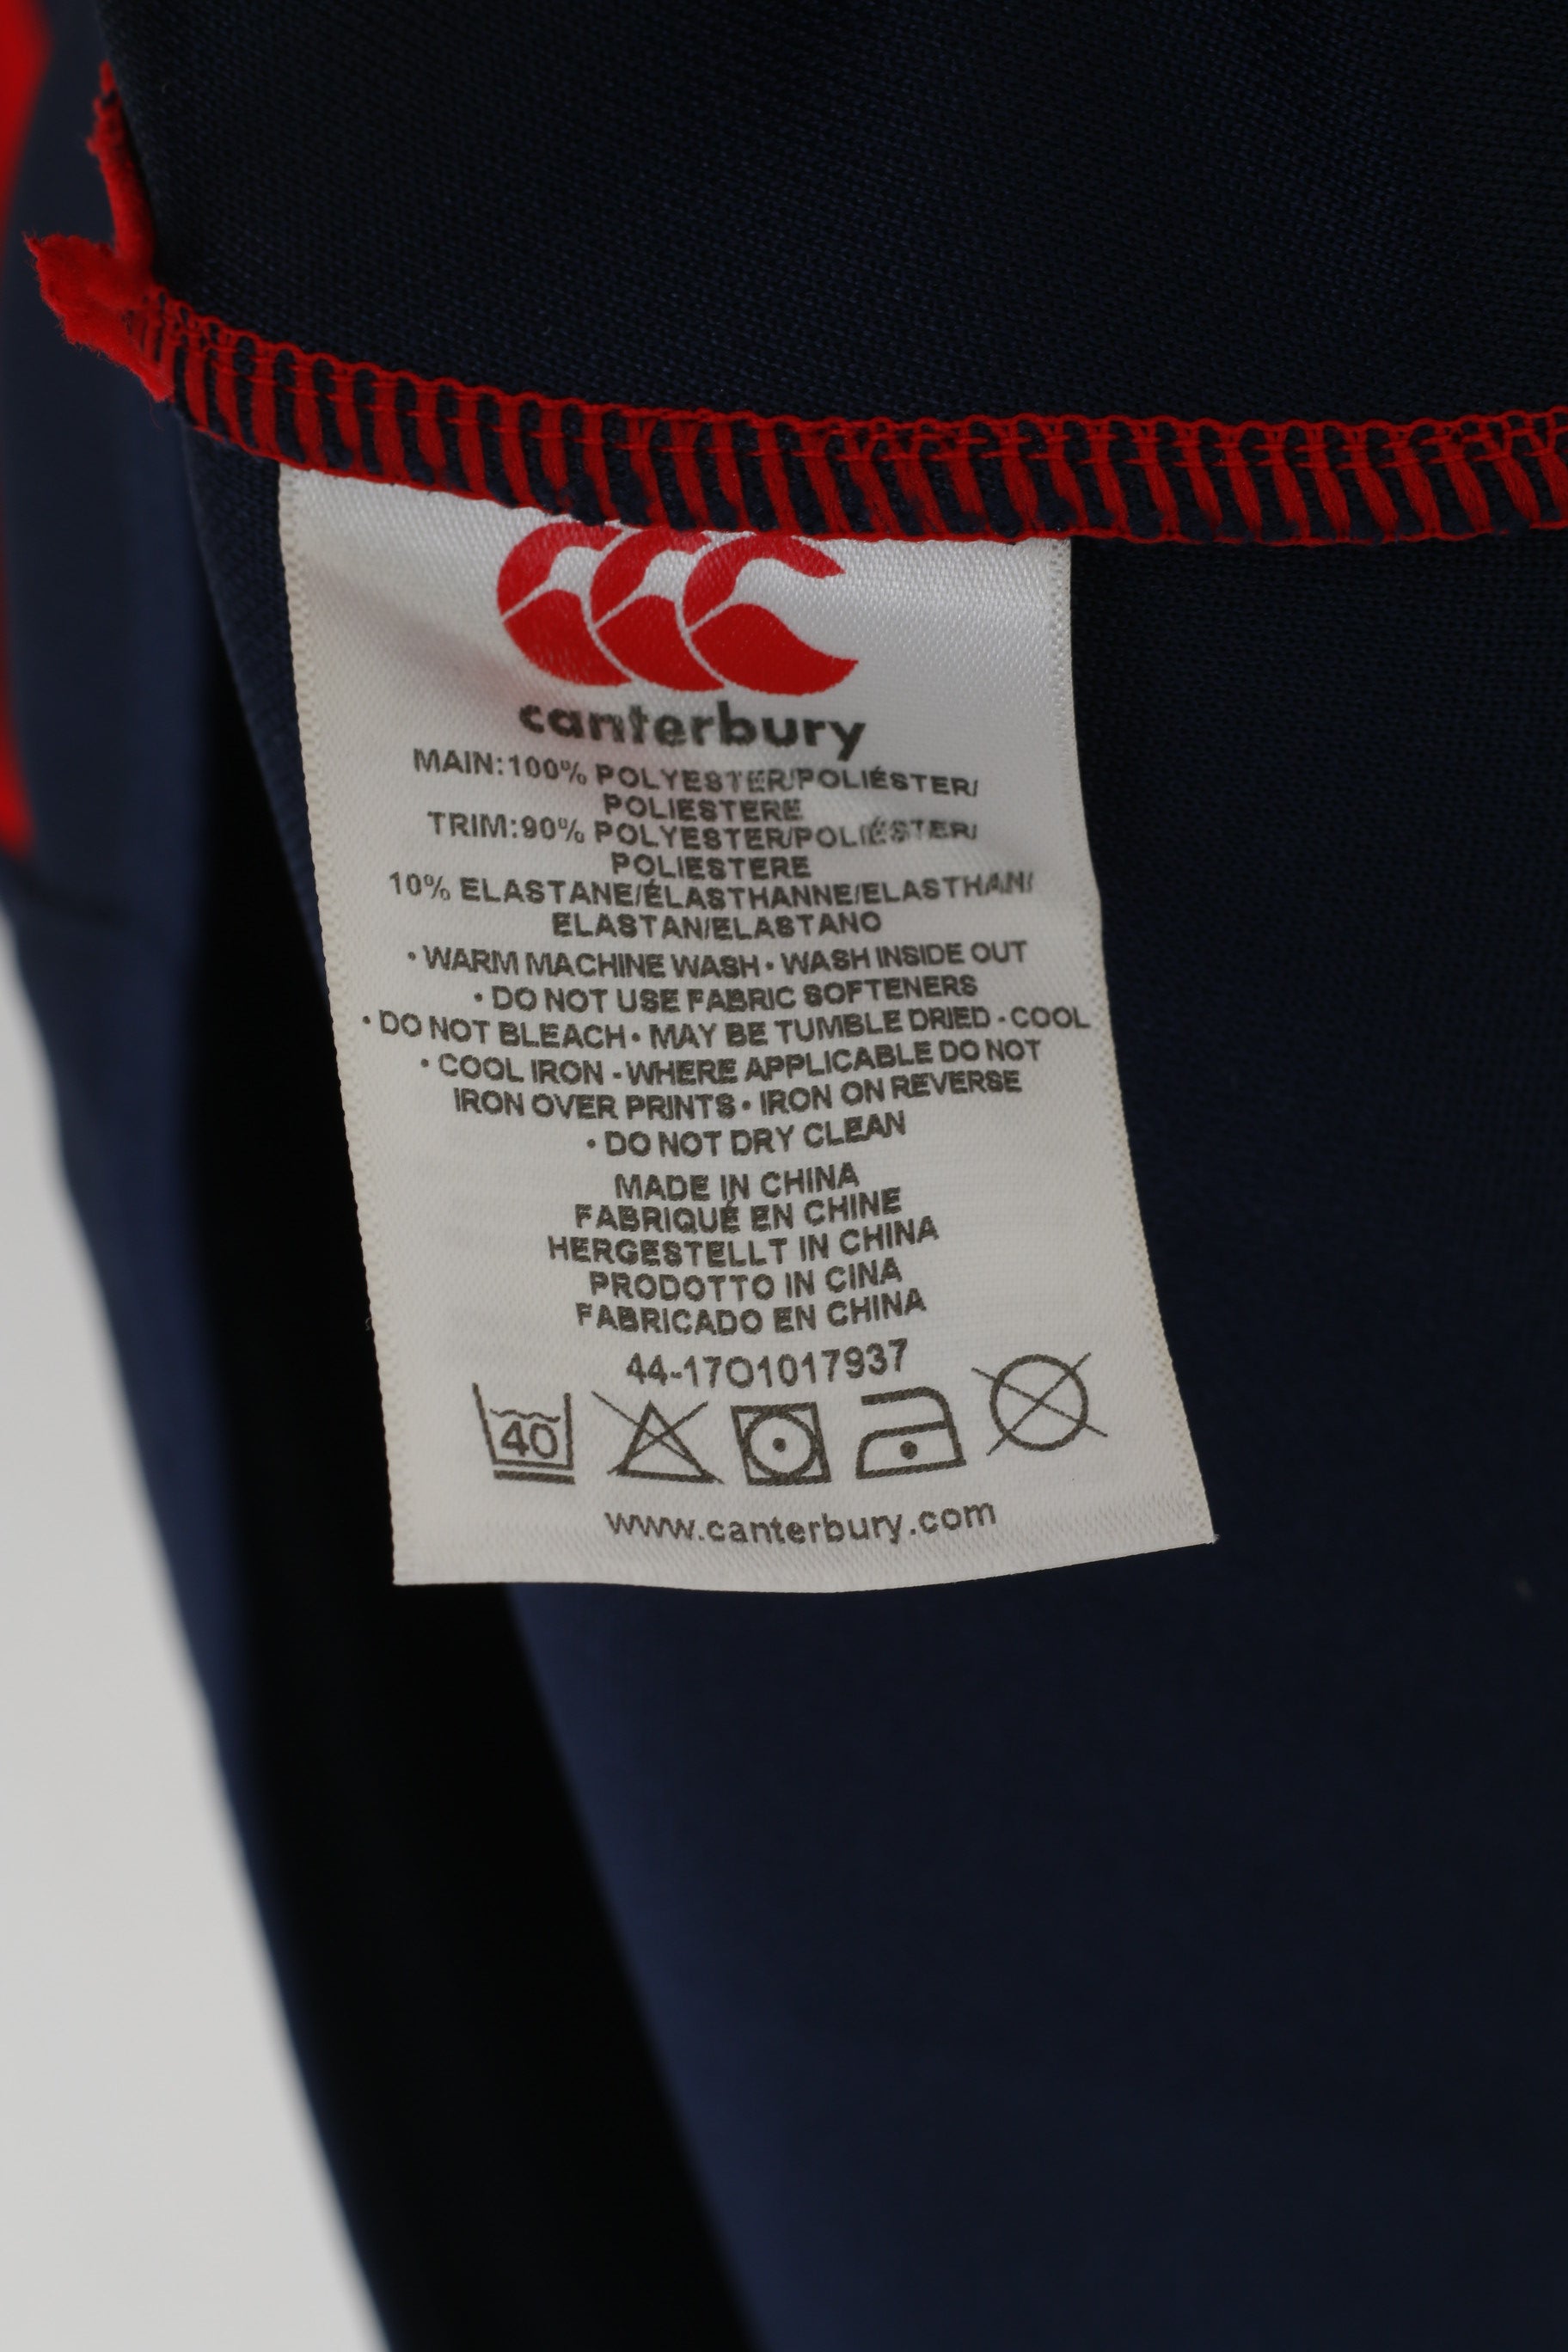 canterbury
MAIN:100% POLYESTER/POLIÉSTER/
POLIESTERE
TRIM:90% POLYESTER/POLIÉSTER/
POLIESTERE
10% ELASTANE/ÉLASTHANNE/ELASTHAN/
ELASTAN/ELASTANO
• WARM MACHINE WASH • WASH INSIDE OUT
• DO NOT USE FABRIC SOFTENERS
• DO NOT BLEACH • MAY BE TUMBLE DRIED - COOL
• COOL IRON - WHERE APPLICABLE DO NOT
IRON OVER PRINTS • IRON ON REVERSE
• DO NOT DRY CLEAN
MADE IN CHINA
FABRIQUÉ EN CHINE
HERGESTELLT IN CHINA
PRODOTTO IN CINA
FABRICADO EN CHINA
44-17O1017937
40
www.canterbury.com